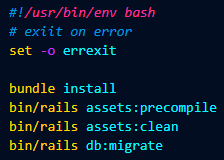 #!/usr/bin/env bash
# exiit on error
set -o errexit

bundle install
bin/rails assets:precompile
bin/rails assets:clean
bin/rails db:migrate